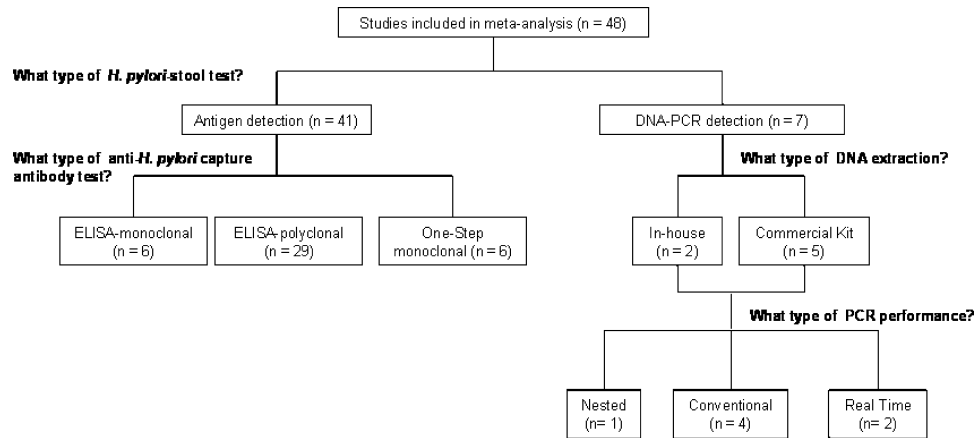 Studies included in meta-analysis (n = 48)
What type of H. pylori-stool test?
Antigen detection (n = 41)
DNA-PCR detection (n = 7)
What type of anti-H. pylori capture
antibody test?
What type of DNA extraction?
ELISA-monoclonal
(n = 6)
ELISA-polyclonal
(n = 29)
One-Step
monoclonal (n = 6)
In-house
(n = 2)
Commercial Kit
(n = 5)
What type of PCR performance?
Nested
(n= 1)
Conventional
(n= 4)
Real Time
(n= 2)